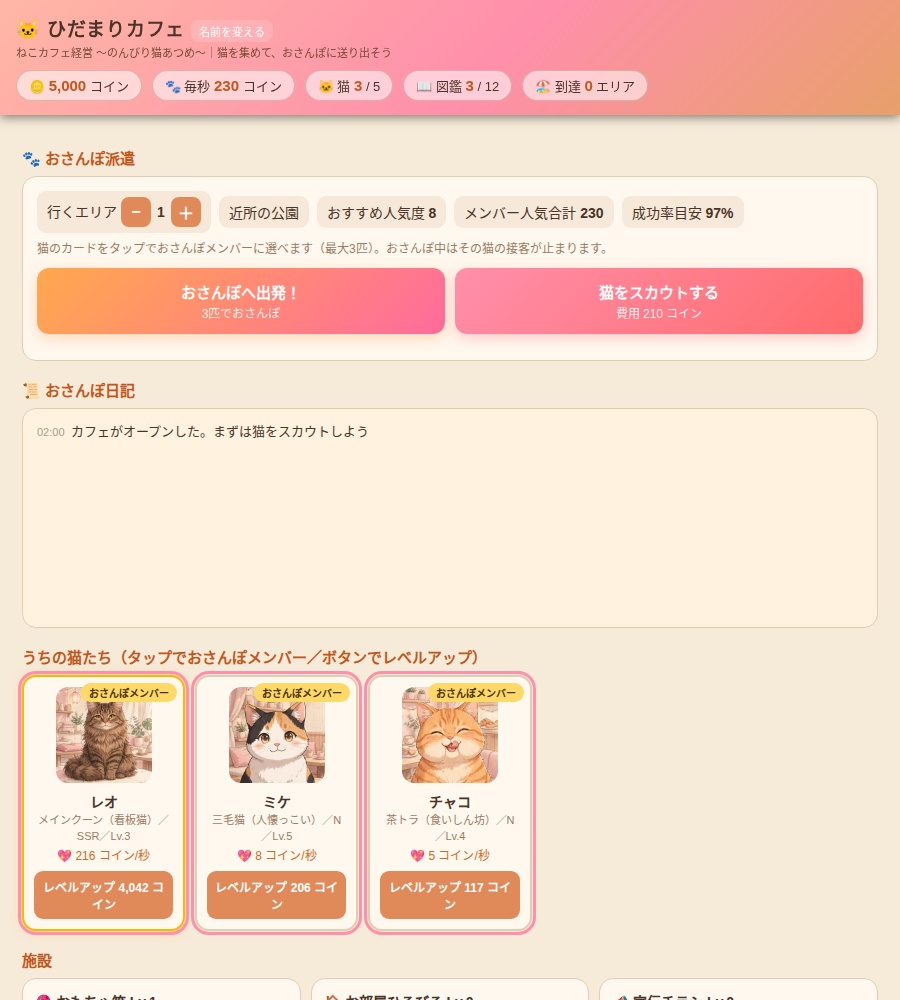 🐱 ひだまりカフェ 名前を変える
ねこカフェ経営 〜のんびり猫あつめ〜｜猫を集めて、おさんぽに送り出そう
🪙 5,000 コイン 🐾 毎秒 230 コイン 🐱 猫 3 / 5 📖 図鑑 3 / 12 🏖️ 到達 0 エリア
🐾 おさんぽ派遣
行くエリア − 1 ＋ 近所の公園 おすすめ人気度 8 メンバー人気合計 230 成功率目安 97%
猫のカードをタップでおさんぽメンバーに選べます（最大3匹）。おさんぽ中はその猫の接客が止まります。
おさんぽへ出発！
3匹でおさんぽ
猫をスカウトする
費用 210 コイン
📜 おさんぽ日記
02:00 カフェがオープンした。まずは猫をスカウトしよう
うちの猫たち（タップでおさんぽメンバー／ボタンでレベルアップ）
おさんぽメンバー
レオ
メインクーン（看板猫）／
SSR／Lv.3
💖 216 コイン/秒
レベルアップ 4,042 コ
イン
おさんぽメンバー
ミケ
三毛猫（人懐っこい）／N
／Lv.5
💖 8 コイン/秒
レベルアップ 206 コイ
ン
おさんぽメンバー
チャコ
茶トラ（食いしん坊）／N
／Lv.4
💖 5 コイン/秒
レベルアップ 117 コイ
ン
施設